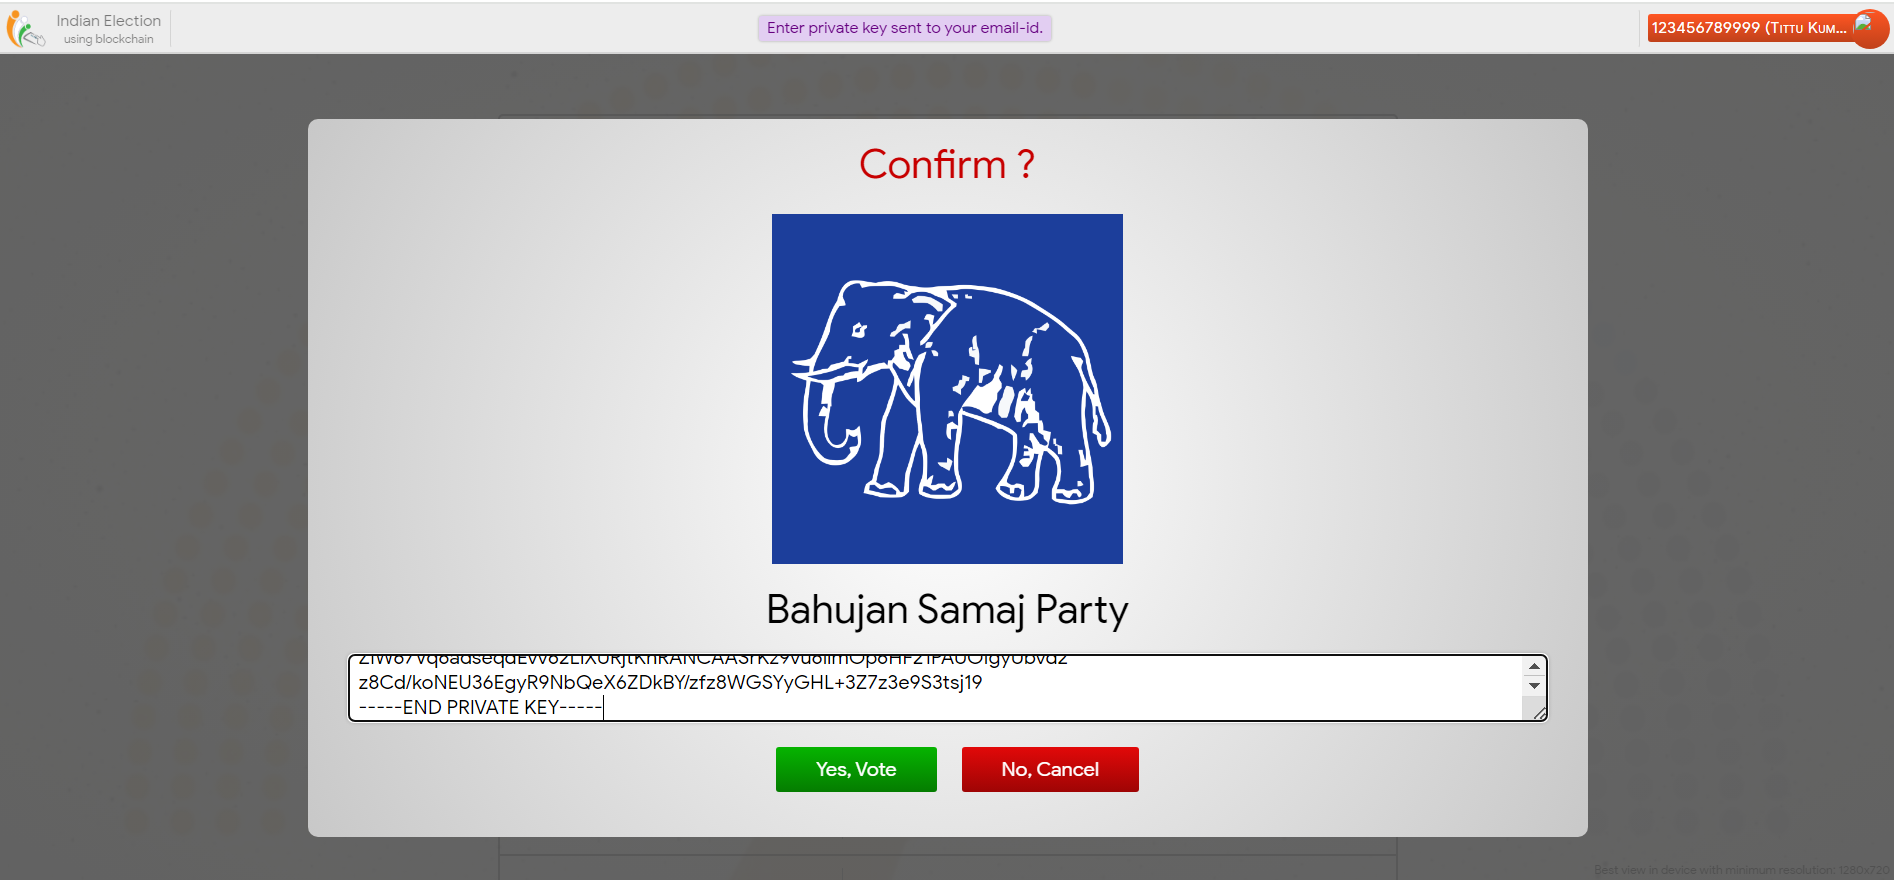 Indian Election
using blockchain
Enter private key sent to your email-id.
123456789999 (Tittu Kum...
Confirm ?
Bahujan Samaj Party
z8Cd/koNEU36EgyR9NbQeX6ZDkBY/zfz8WGSYyGHL+3Z7z3e9S3tsj19
-----END PRIVATE KEY-----
Yes, Vote
No, Cancel
Best view in device with minimum resolution: 1280x720